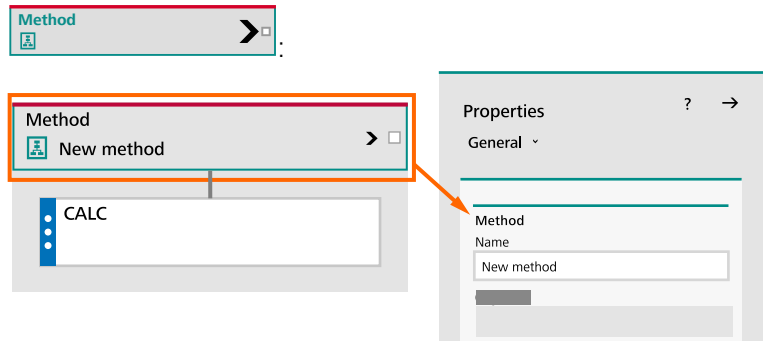 Method
:
Method
New method
CALC
Properties
?
General
Method
Name
New method